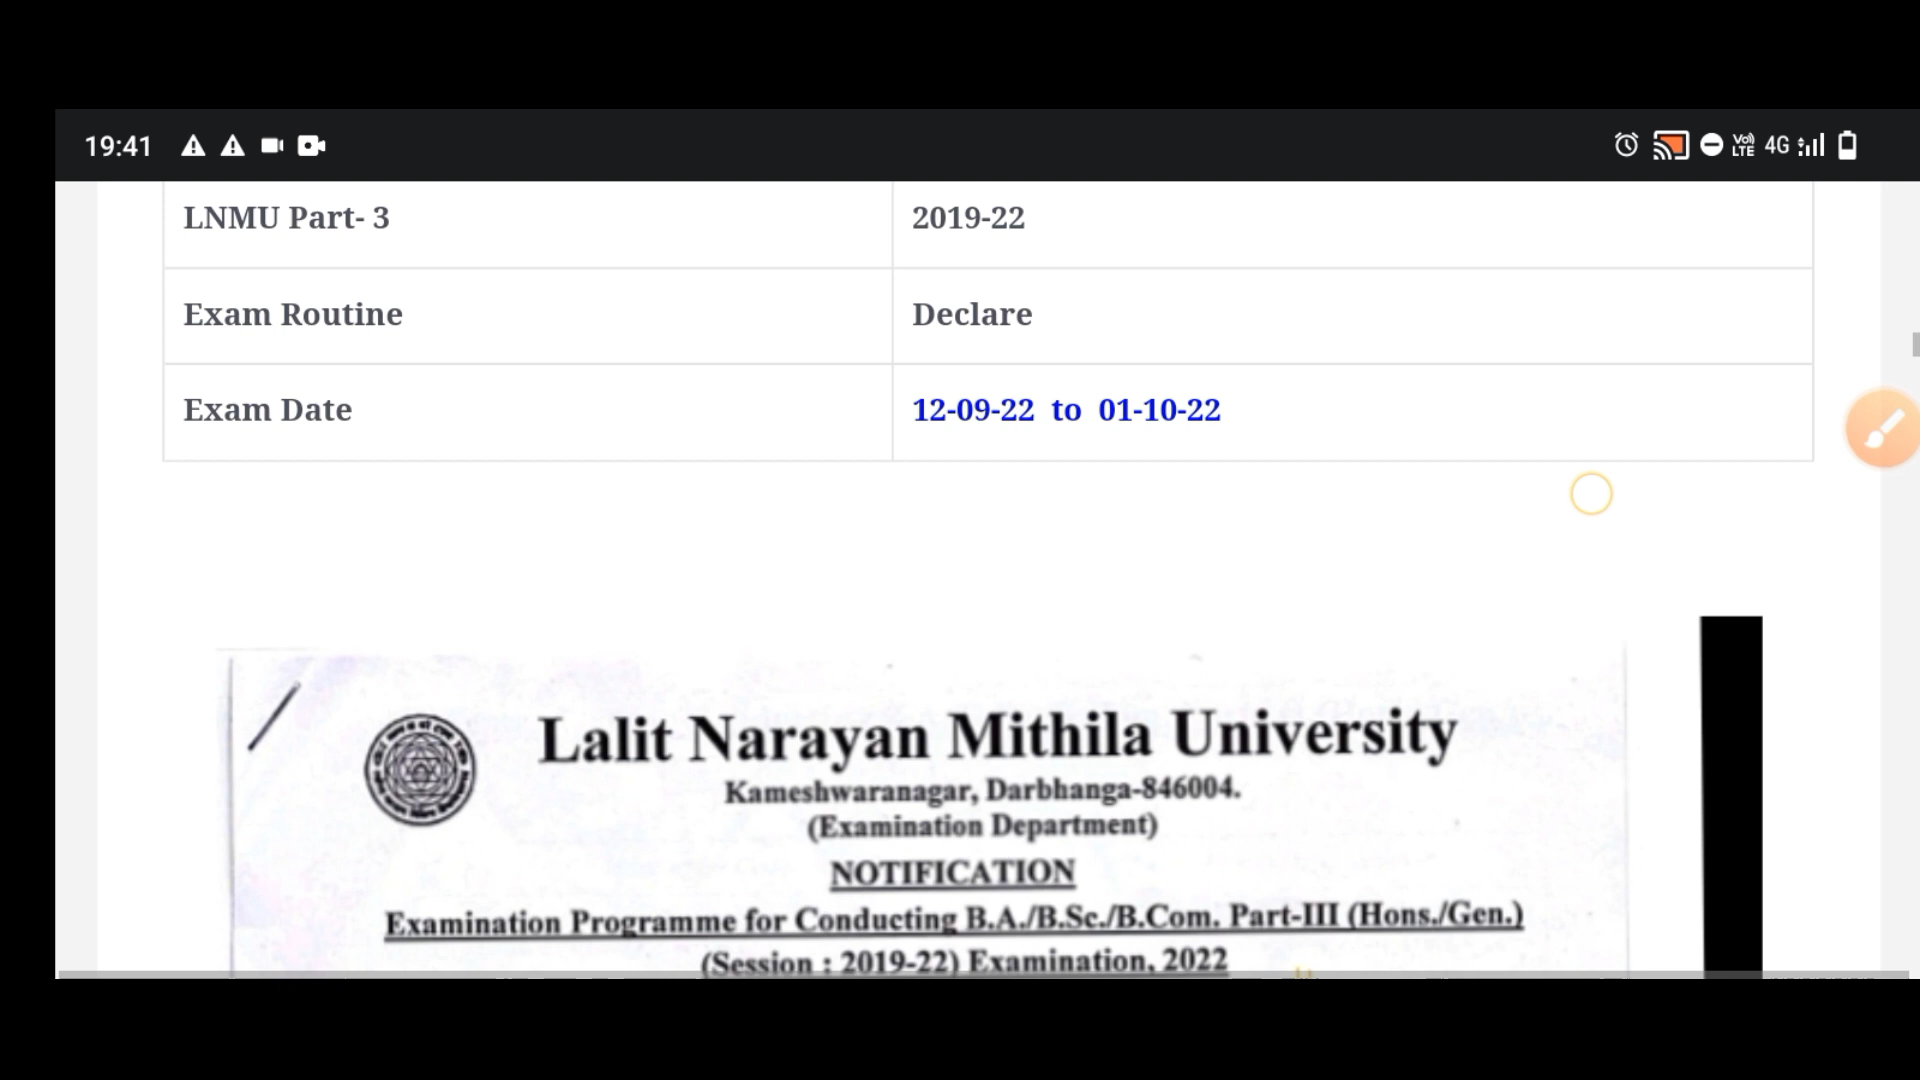 19:41 Vo) LTE 4G
LNMU Part- 3 2019-22
Exam Routine Declare
Exam Date 12-09-22 to 01-10-22
Lalit Narayan Mithila University
Kameshwaranagar, Darbhanga-846004.
(Examination Department)
NOTIFICATION
Examination Programme for Conducting B.A./B.Sc./B.Com. Part-III (Hons./Gen.)
(Session : 2019-22) Examination, 2022